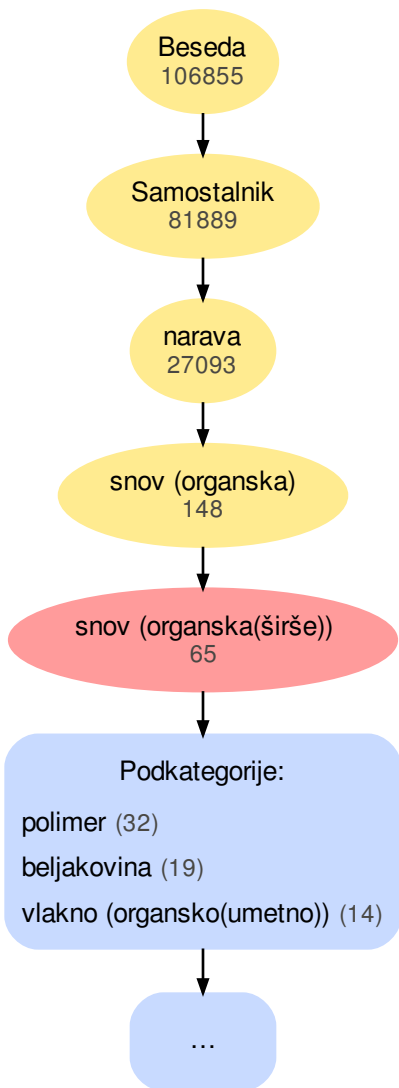 Beseda
106855
Samostalnik
81889
narava
27093
snov (organska)
148
snov (organska(širše))
65
Podkategorije:
polimer (32)
beljakovina (19)
vlakno (organsko(umetno)) (14)
...